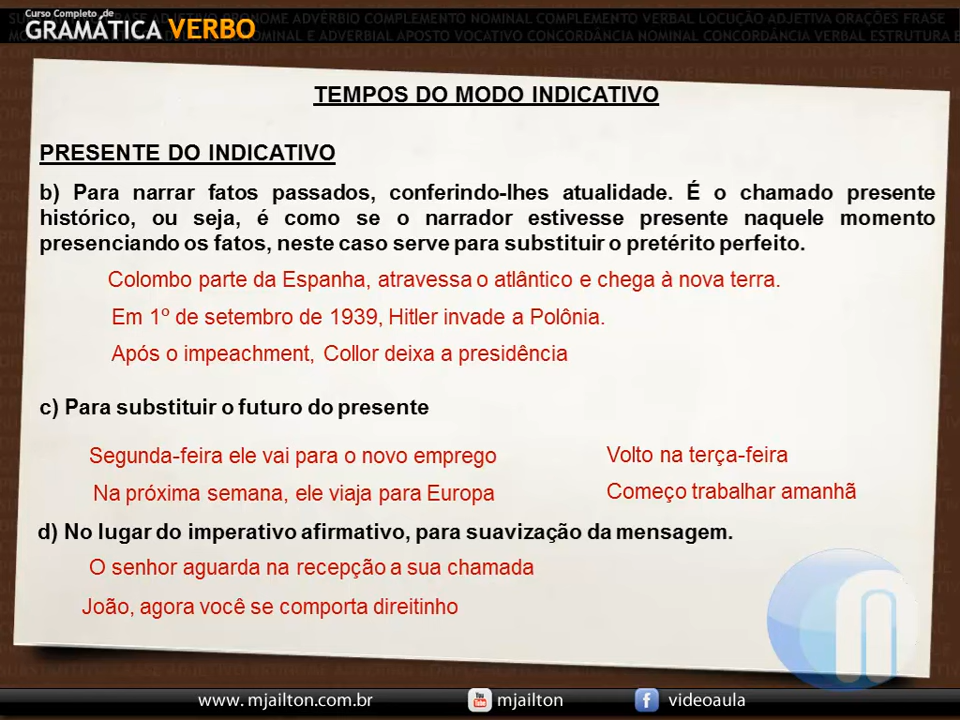 Curso Completo de
GRAMÁTICA VERBO
TEMPOS DO MODO INDICATIVO
PRESENTE DO INDICATIVO
b) Para narrar fatos passados, conferindo-lhes atualidade. É o chamado presente
histórico, ou seja, é como se o narrador estivesse presente naquele momento
presenciando os fatos, neste caso serve para substituir o pretérito perfeito.
Colombo parte da Espanha, atravessa o atlântico e chega à nova terra.
Em 1º de setembro de 1939, Hitler invade a Polônia.
Após o impeachment, Collor deixa a presidência
c) Para substituir o futuro do presente
Segunda-feira ele vai para o novo emprego
Volto na terça-feira
Na próxima semana, ele viaja para Europa
Começo trabalhar amanhã
d) No lugar do imperativo afirmativo, para suavização da mensagem.
O senhor aguarda na recepção a sua chamada
João, agora você se comporta direitinho
www. mjailton.com.br
You Tube
mjailton
f
videoaula